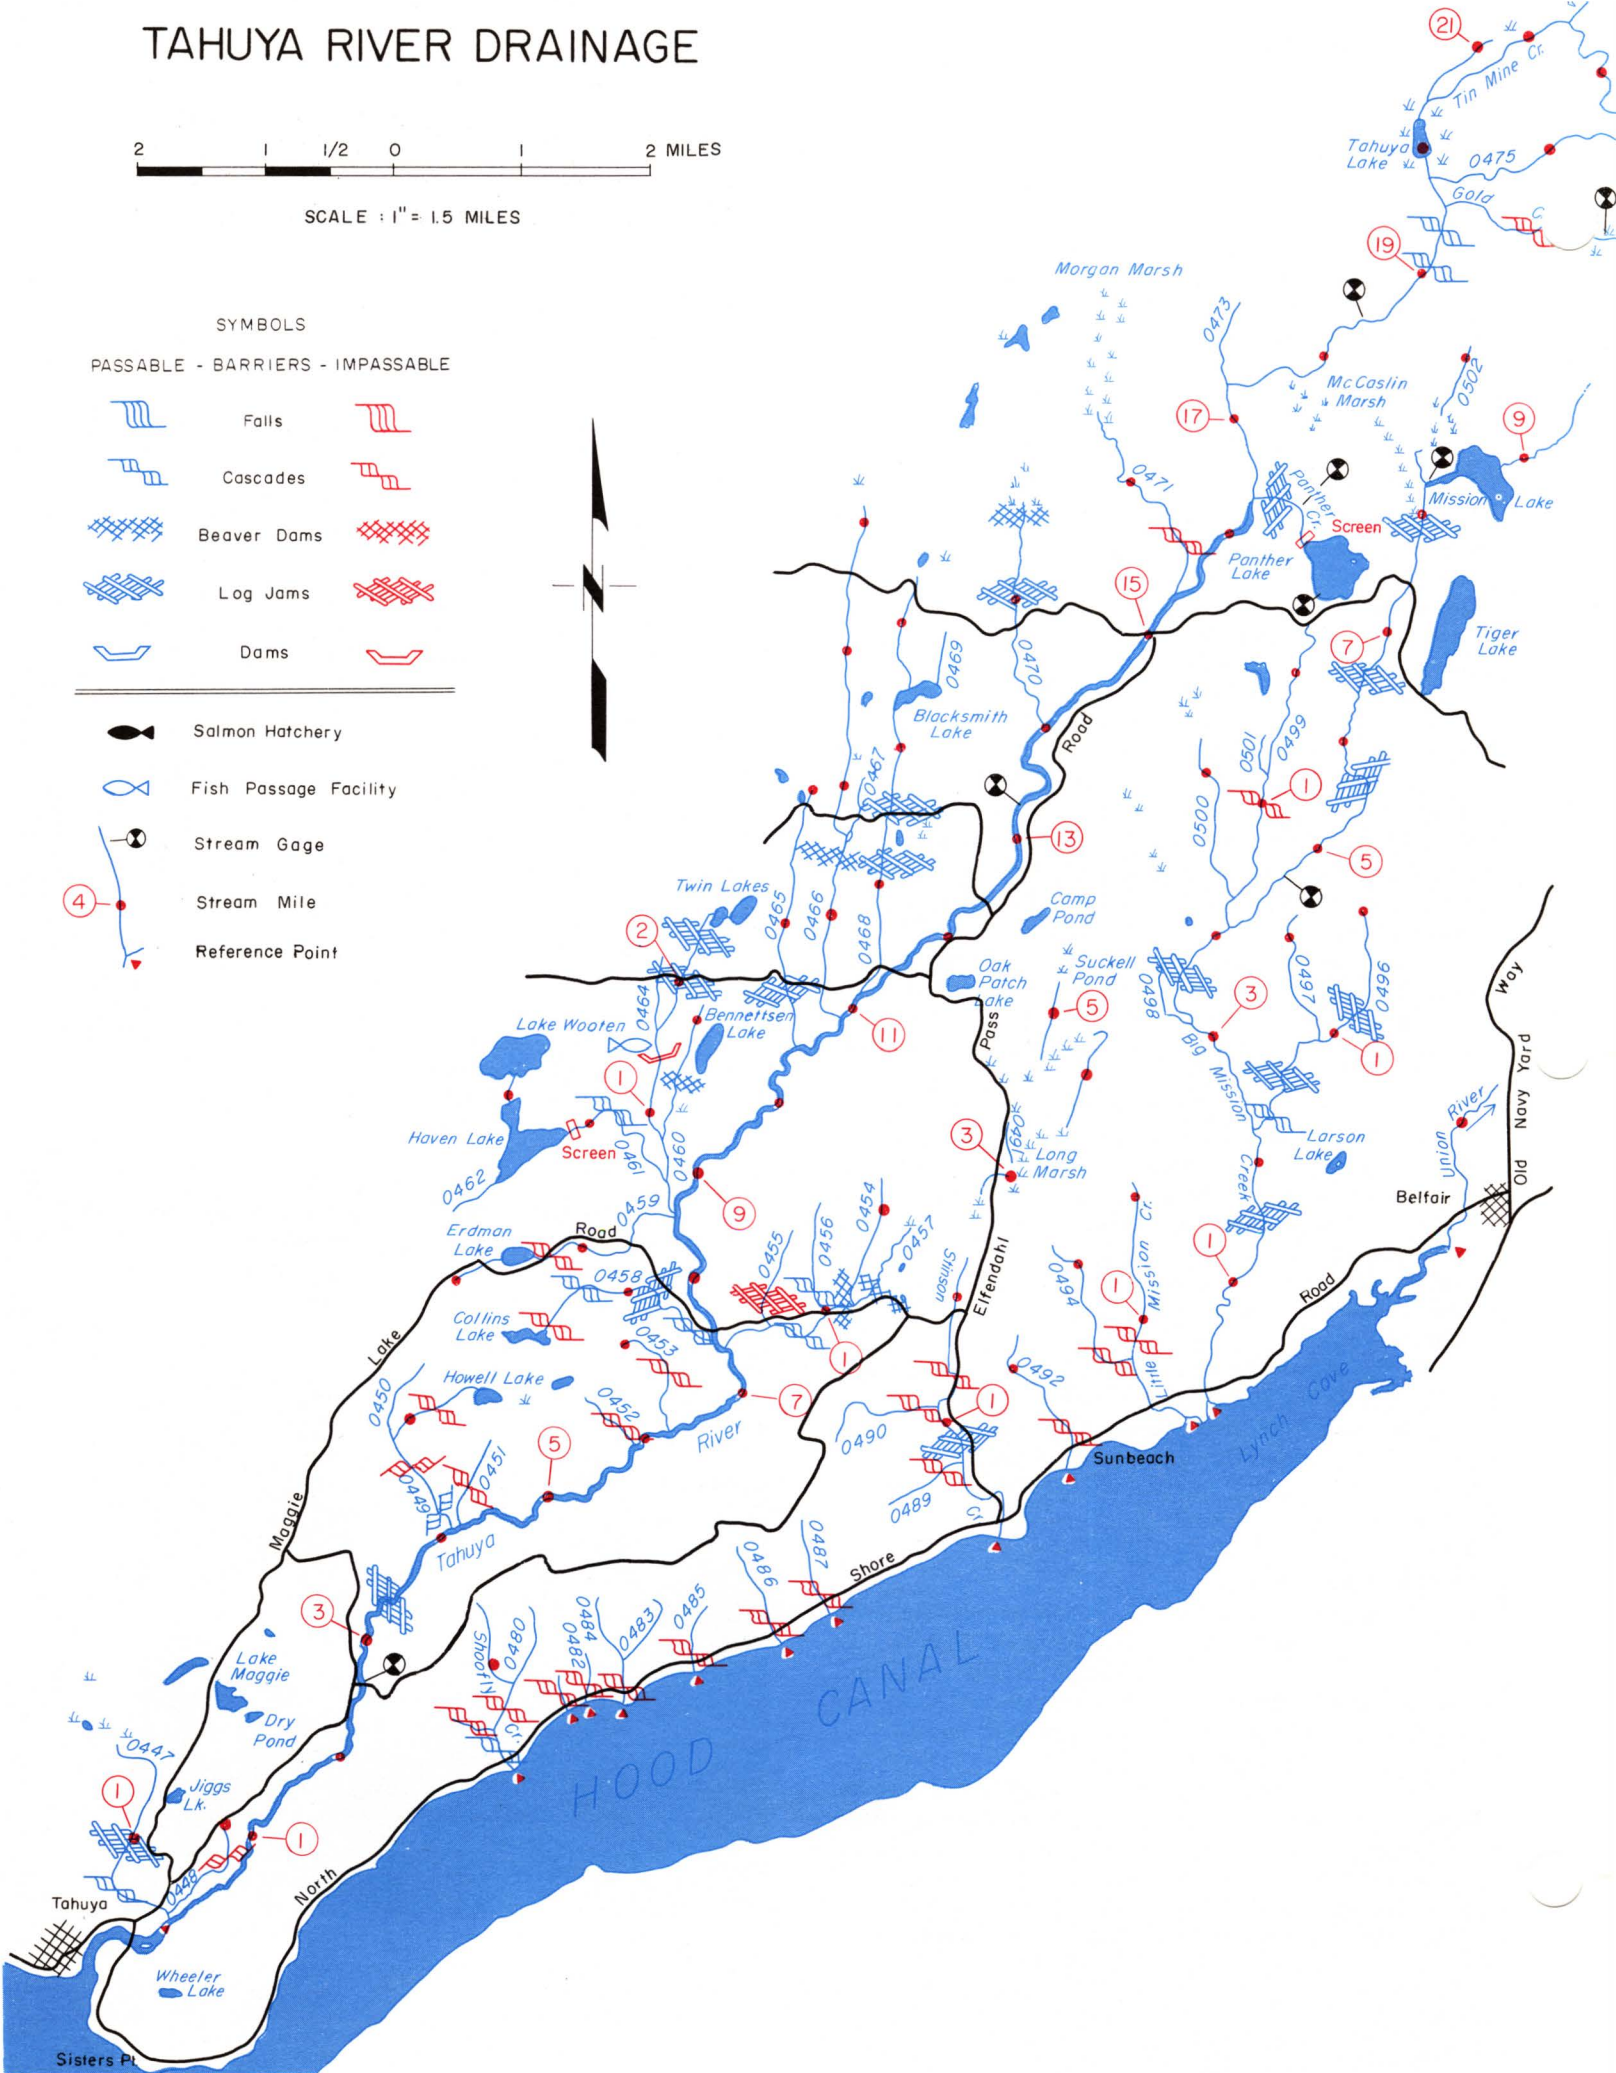 TAHUYA RIVER DRAINAGE
2 1 1/2 0 1 2 MILES
SCALE : 1" = 1.5 MILES
SYMBOLS
PASSABLE - BARRIERS - IMPASSABLE
Falls
Cascades
Beaver Dams
Log Jams
Dams
Salmon Hatchery
Fish Passage Facility
Stream Gage
4
Stream Mile
Reference Point
N
21
Tin Mine Cr.
Tahuya
Lake
0475
Gold
C.
19
Morgan Marsh
0473
McCaslin
Marsh
0502
17
9
0471
Panther
Cr.
Screen
Mission Lake
Panther
Lake
15
7
Tiger
Lake
0469
0470
Blacksmith
Lake
Road
0467
0501
0499
1
0500
13
5
Twin Lakes
0465
0466
0468
Camp
Pond
2
0464
Oak
Patch
Lake
Suckell
Pond
5
0498
3
0497
0496
Way
Lake Wooten
Bennettsen
Lake
11
Pass
Big
Mission
Creek
1
Old Navy Yard
1
Haven Lake
Screen
0461
0460
0462
0459
3
0491
Long
Marsh
Larson
Lake
Union
River
Belfair
9
Erdman
Lake
Road
0458
0455
0456
0454
0457
Stinson
Elfendahl
0494
Mission Cr.
1
1
Road
Collins
Lake
0453
1
Lake
Howell Lake
0450
0452
7
River
0490
1
0492
Little
Lynch Cove
Sunbeach
5
0451
0449
0489
Cr.
Maggie
Tahuya
0487
0486
Shore
3
0485
0484
0483
0482
0480
Shoofly
Cr.
Lake
Maggie
Dry
Pond
HOOD CANAL
0447
1
Jiggs
Lk.
1
0448
North
Tahuya
Wheeler
Lake
Sisters Pt.